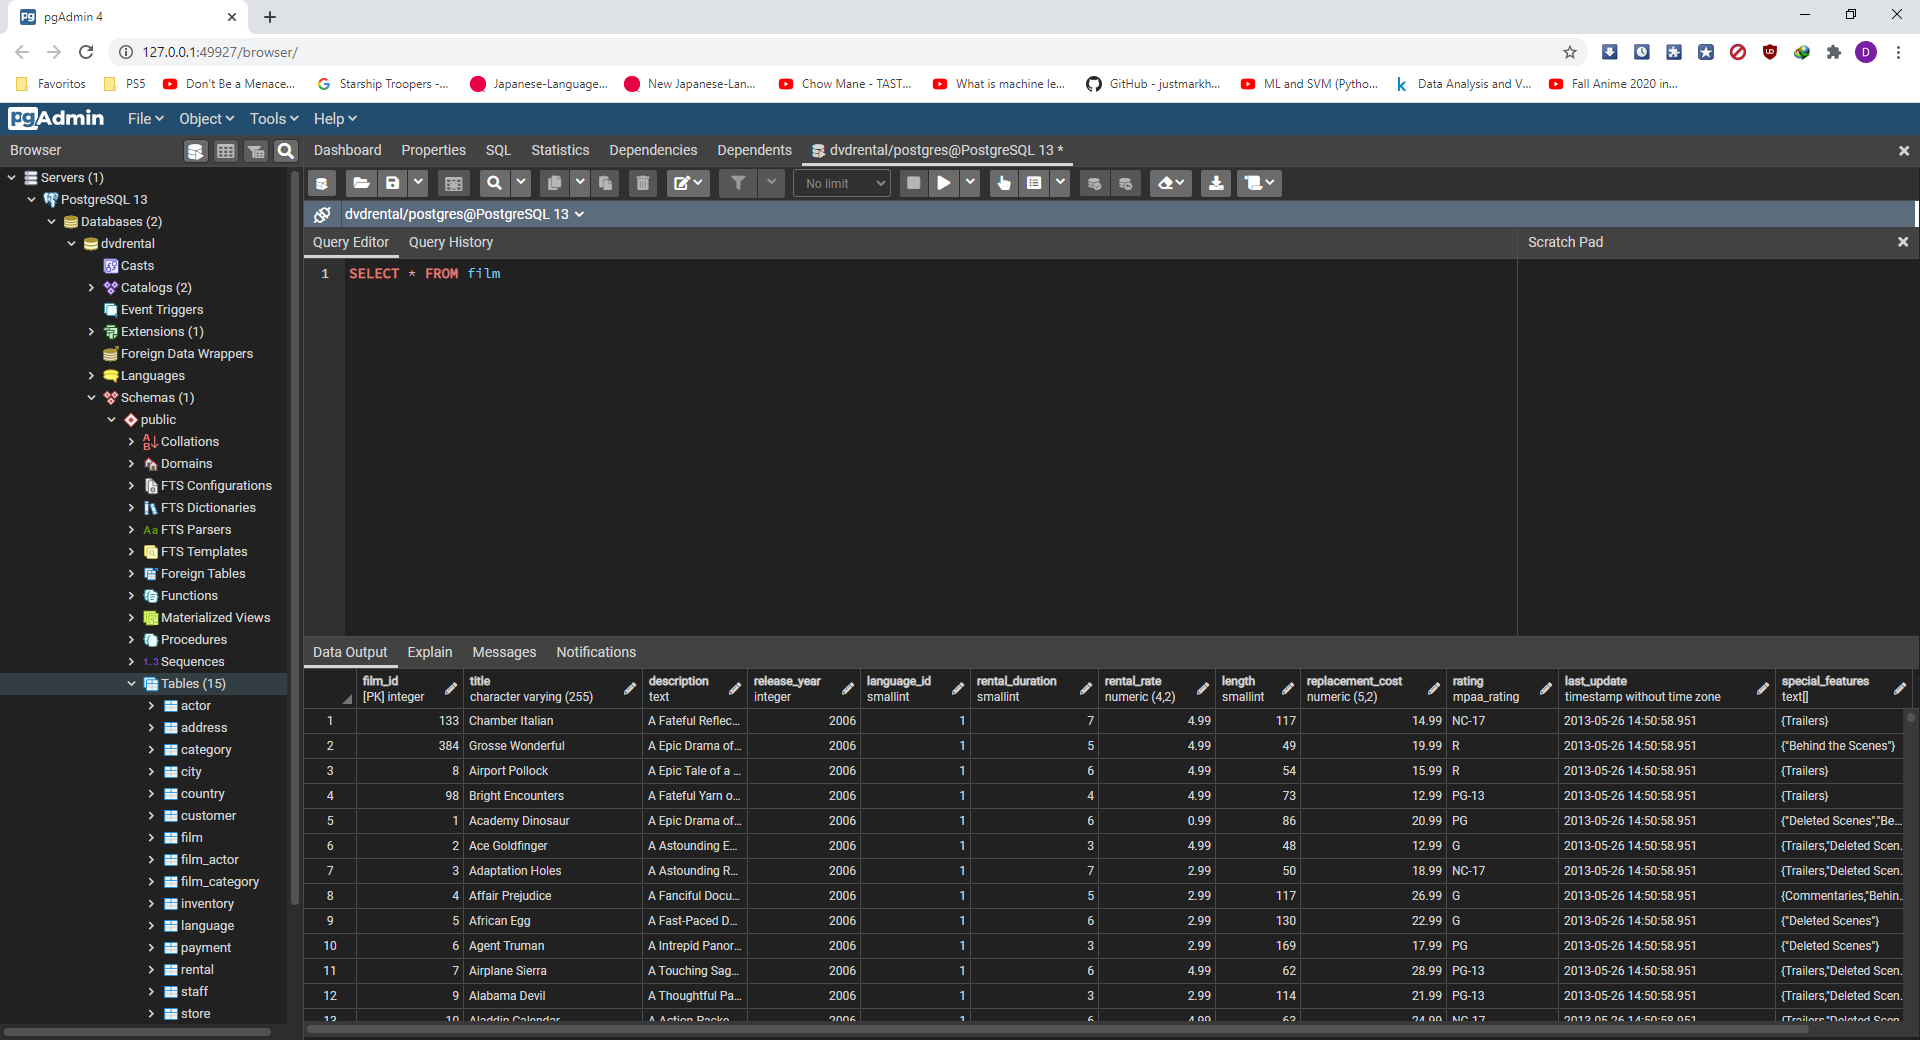 pgAdmin 4
127.0.0.1:49927/browser/
Favoritos PS5 Don't Be a Menace... Starship Troopers -... Japanese-Language... New Japanese-Lan... Chow Mane - TAST... What is machine le... GitHub - justmarkh... ML and SVM (Pytho... Data Analysis and V... Fall Anime 2020 in...
pgAdmin File Object Tools Help
Browser
Dashboard Properties SQL Statistics Dependencies Dependents dvdrental/postgres@PostgreSQL 13 *
No limit
dvdrental/postgres@PostgreSQL 13
Query Editor Query History
Scratch Pad
1 SELECT * FROM film
Servers (1)
PostgreSQL 13
Databases (2)
dvdrental
Casts
Catalogs (2)
Event Triggers
Extensions (1)
Foreign Data Wrappers
Languages
Schemas (1)
public
Collations
Domains
FTS Configurations
FTS Dictionaries
Aa FTS Parsers
FTS Templates
Foreign Tables
Functions
Materialized Views
Procedures
1..3 Sequences
Tables (15)
actor
address
category
city
country
customer
film
film_actor
film_category
inventory
language
payment
rental
staff
store
Data Output Explain Messages Notifications
film_id title description release_year language_id rental_duration rental_rate length replacement_cost rating last_update special_features
[PK] integer character varying (255) text integer smallint smallint numeric (4,2) smallint numeric (5,2) mpaa_rating timestamp without time zone text[]
1 133 Chamber Italian A Fateful Reflec... 2006 1 7 4.99 117 14.99 NC-17 2013-05-26 14:50:58.951 {Trailers}
2 384 Grosse Wonderful A Epic Drama of... 2006 1 5 4.99 49 19.99 R 2013-05-26 14:50:58.951 {"Behind the Scenes"}
3 8 Airport Pollock A Epic Tale of a ... 2006 1 6 4.99 54 15.99 R 2013-05-26 14:50:58.951 {Trailers}
4 98 Bright Encounters A Fateful Yarn o... 2006 1 4 4.99 73 12.99 PG-13 2013-05-26 14:50:58.951 {Trailers}
5 1 Academy Dinosaur A Epic Drama of... 2006 1 6 0.99 86 20.99 PG 2013-05-26 14:50:58.951 {"Deleted Scenes","Be...
6 2 Ace Goldfinger A Astounding E... 2006 1 3 4.99 48 12.99 G 2013-05-26 14:50:58.951 {Trailers,"Deleted Scen...
7 3 Adaptation Holes A Astounding R... 2006 1 7 2.99 50 18.99 NC-17 2013-05-26 14:50:58.951 {Trailers,"Deleted Scen...
8 4 Affair Prejudice A Fanciful Docu... 2006 1 5 2.99 117 26.99 G 2013-05-26 14:50:58.951 {Commentaries,"Behin...
9 5 African Egg A Fast-Paced D... 2006 1 6 2.99 130 22.99 G 2013-05-26 14:50:58.951 {"Deleted Scenes"}
10 6 Agent Truman A Intrepid Panor... 2006 1 3 2.99 169 17.99 PG 2013-05-26 14:50:58.951 {"Deleted Scenes"}
11 7 Airplane Sierra A Touching Sag... 2006 1 6 4.99 62 28.99 PG-13 2013-05-26 14:50:58.951 {Trailers,"Deleted Scen...
12 9 Alabama Devil A Thoughtful Pa... 2006 1 3 2.99 114 21.99 PG-13 2013-05-26 14:50:58.951 {Trailers,"Deleted Scen...
13 10 Aladdin Calendar A Action-Packe... 2006 1 6 4.99 63 24.99 NC-17 2013-05-26 14:50:58.951 {Trailers,"Deleted Scen...